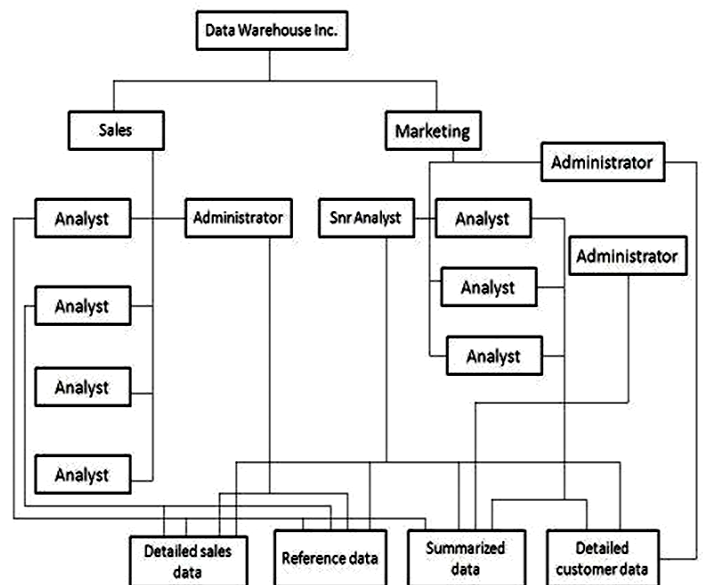 Data Warehouse Inc.
Sales
Marketing
Administrator
Analyst
Administrator
Snr Analyst
Analyst
Administrator
Analyst
Analyst
Analyst
Analyst
Analyst
Detailed sales
data
Reference data
Summarized
data
Detailed
customer data